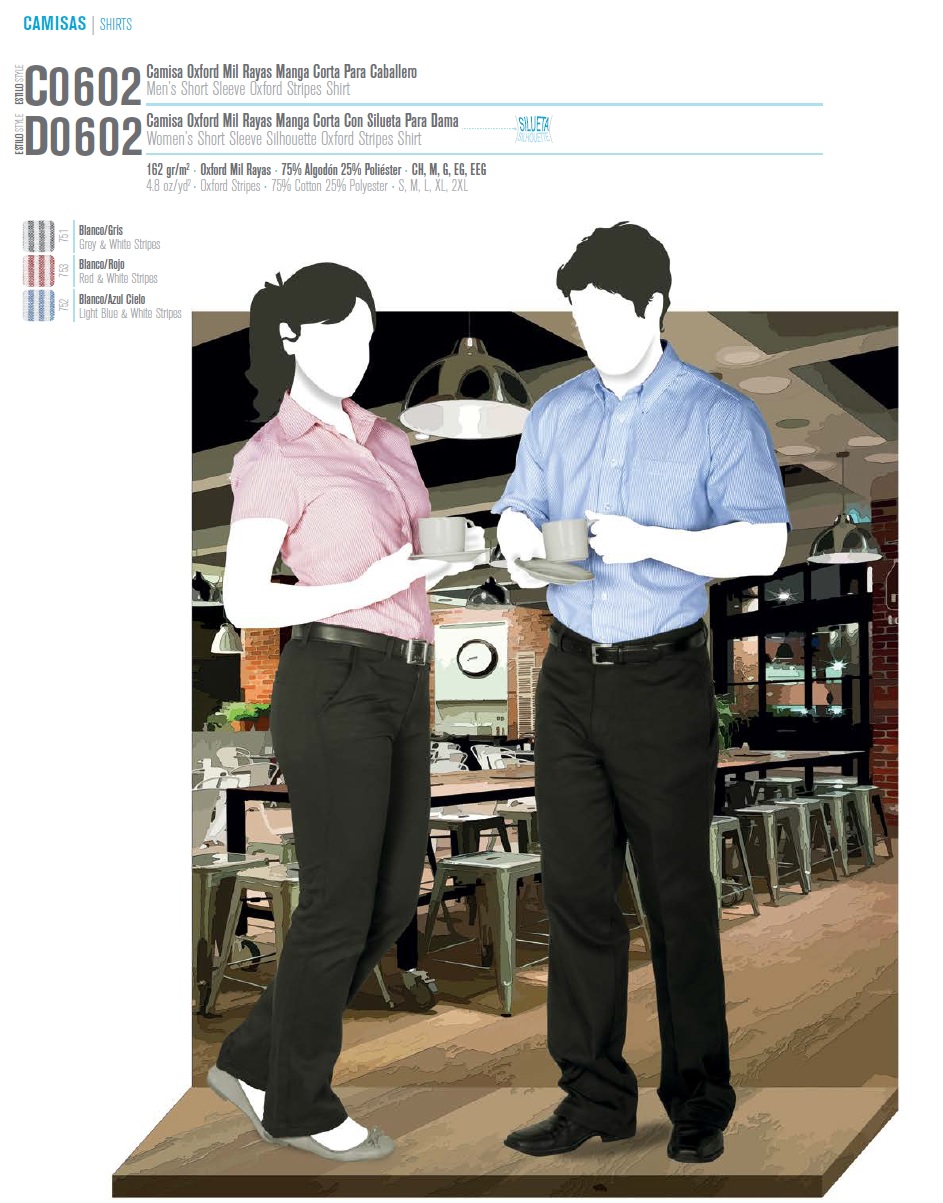 CAMISAS | SHIRTS
ESTILO STYLE
C0602
Camisa Oxford Mil Rayas Manga Corta Para Caballero
Men's Short Sleeve Oxford Stripes Shirt
ESTILO STYLE
D0602
Camisa Oxford Mil Rayas Manga Corta Con Silueta Para Dama
Women's Short Sleeve Silhouette Oxford Stripes Shirt
SILUETA
SILHOUETTE
162 gr/m² · Oxford Mil Rayas · 75% Algodón 25% Poliéster · CH, M, G, EG, EEG
4.8 oz/yd² · Oxford Stripes · 75% Cotton 25% Polyester · S, M, L, XL, 2XL
751
Blanco/Gris
Grey & White Stripes
753
Blanco/Rojo
Red & White Stripes
752
Blanco/Azul Cielo
Light Blue & White Stripes